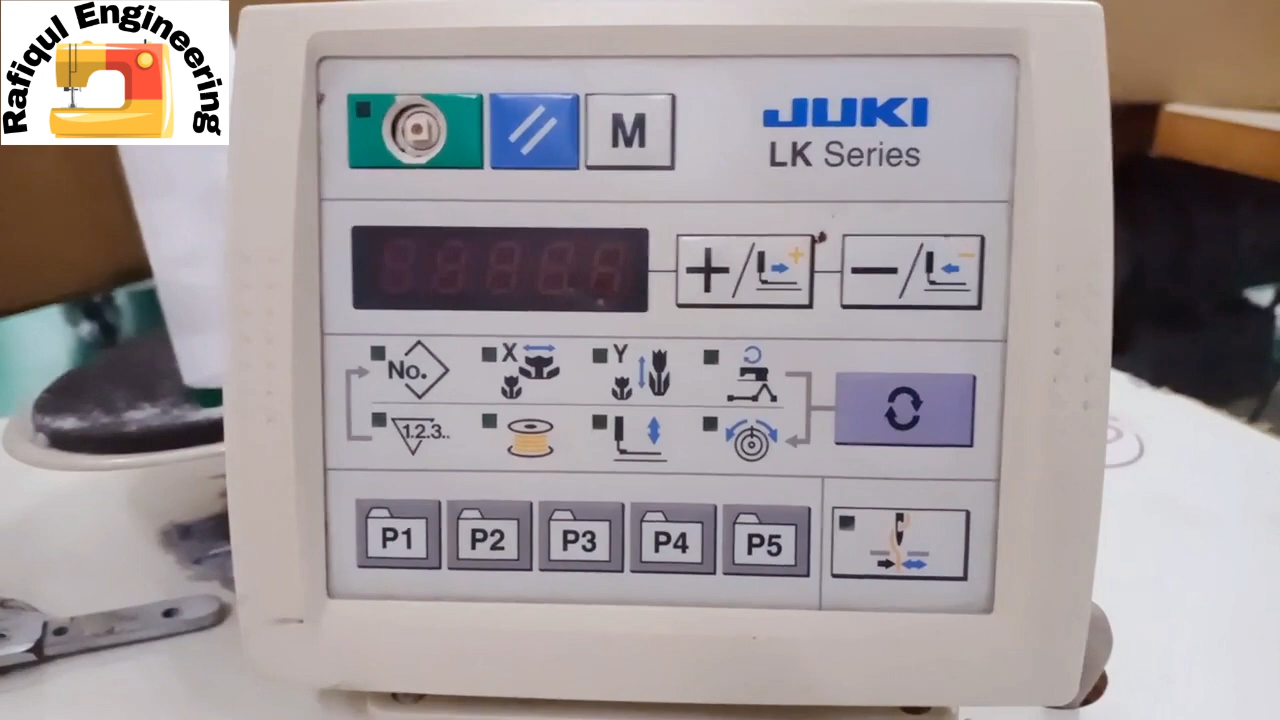 Rafiqul Engineering
M
JUKI
LK Series
+/
—/
No.
X
Y
1.2.3..
P1
P2
P3
P4
P5